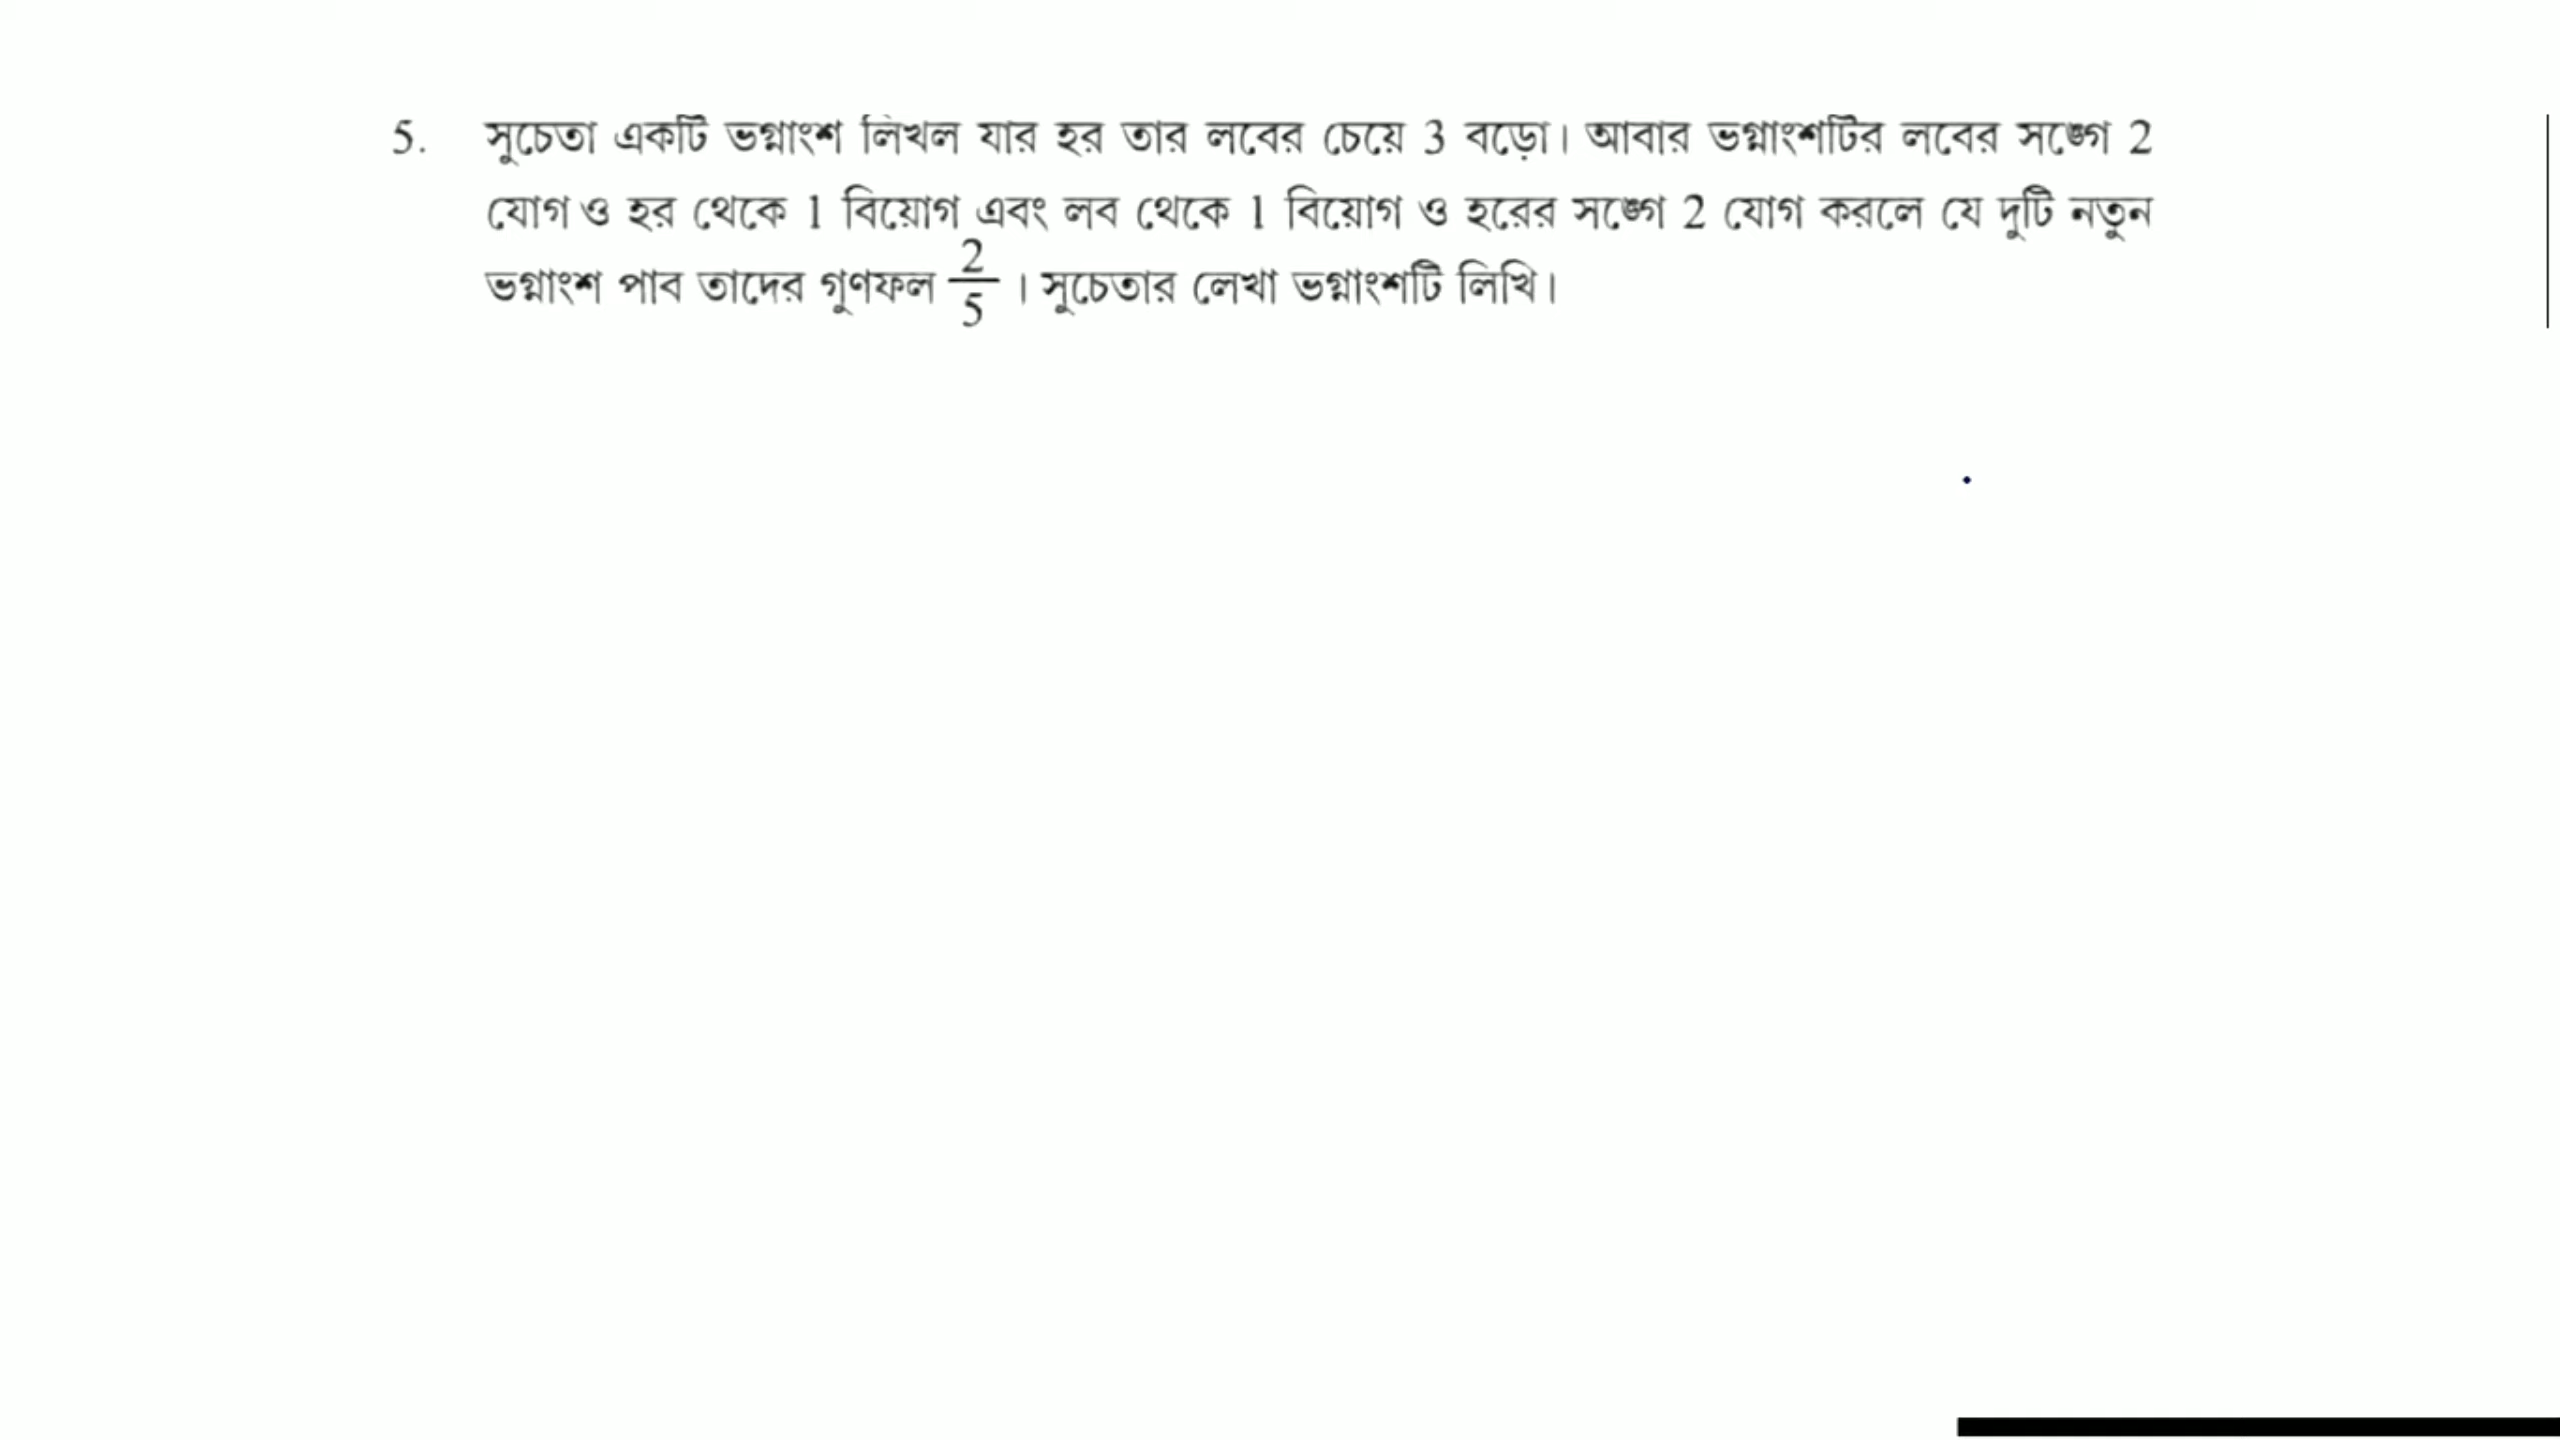 5. সুচেতা একটি ভগ্নাংশ লিখল যার হর তার লবের চেয়ে 3 বড়ো। আবার ভগ্নাংশটির লবের সঙ্গে 2
যোগ ও হর থেকে 1 বিয়োগ এবং লব থেকে 1 বিয়োগ ও হরের সঙ্গে 2 যোগ করলে যে দুটি নতুন
ভগ্নাংশ পাব তাদের গুণফল 2/5 । সুচেতার লেখা ভগ্নাংশটি লিখি।